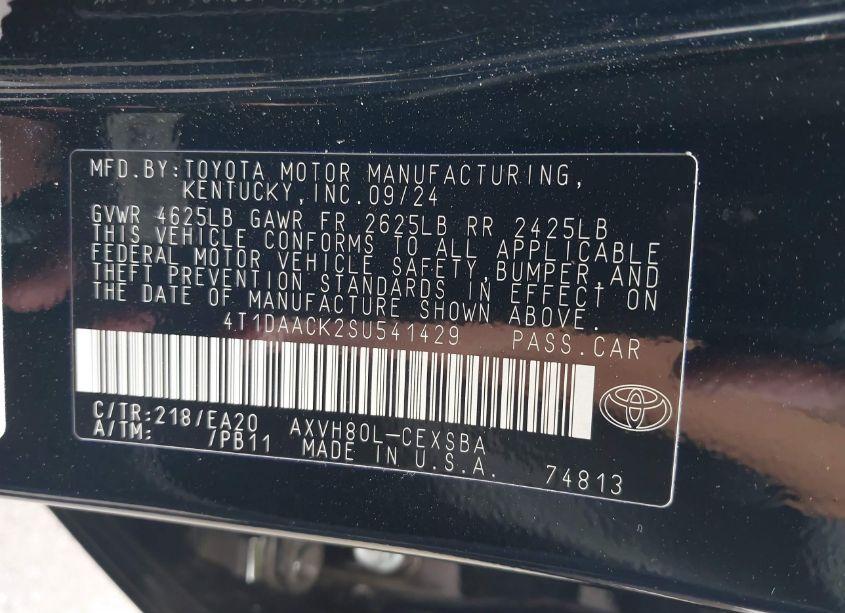 MFD.BY:TOYOTA MOTOR MANUFACTURING,
KENTUCKY,INC.09/24
GVWR 4625LB GAWR FR 2625LB RR 2425LB
THIS VEHICLE CONFORMS TO ALL APPLICABLE
FEDERAL MOTOR VEHICLE SAFETY,BUMPER,AND
THEFT PREVENTION STANDARDS IN EFFECT ON
THE DATE OF MANUFACTURE SHOWN ABOVE.
4T1DAACK2SU541429 PASS.CAR
C/TR:218/EA20 AXVH80L-CEXSBA
A/TM: /PB11 MADE IN U.S.A.
74813